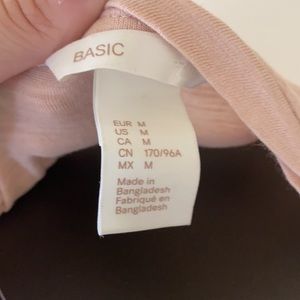 BASIC
EUR M
US M
CA M
CN 170/96A
MX M
Made in
Bangladesh
Fabriqué en
Bangladesh